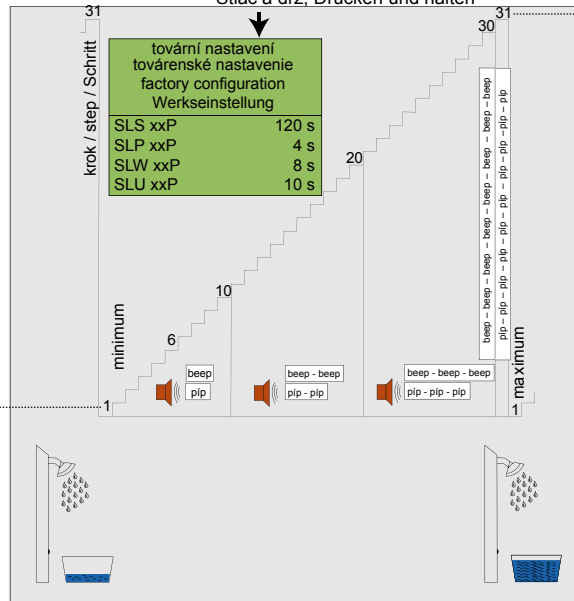 Stlač a drž, Drücken und halten
31
31
30
tovární nastavení
továrenské nastavenie
factory configuration
Werkseinstellung
SLS xxP 120 s
SLP xxP 4 s
SLW xxP 8 s
SLU xxP 10 s
krok / step / Schritt
20
10
6
minimum
beep
píp
beep - beep
píp - píp
beep - beep - beep
píp - píp - píp
beep – beep – beep – beep – beep – beep – beep – beep
píp – píp – píp – píp – píp – píp – píp – píp – píp – píp
maximum
1
1